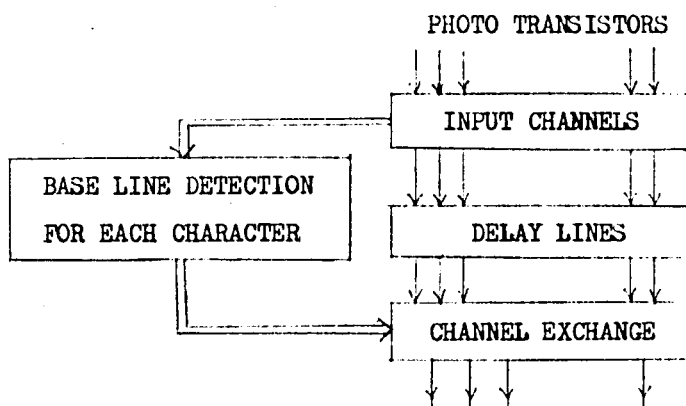 PHOTO TRANSISTORS
INPUT CHANNELS
BASE LINE DETECTION
FOR EACH CHARACTER
DELAY LINES
CHANNEL EXCHANGE